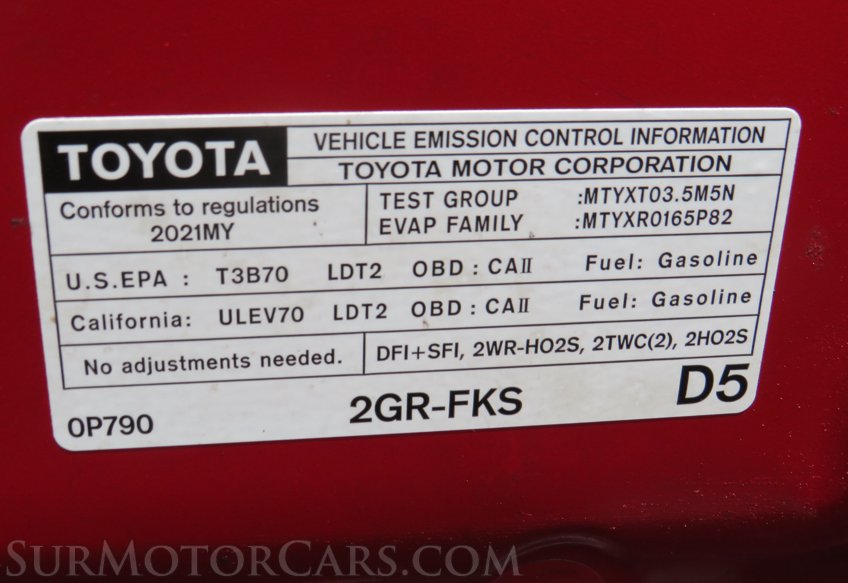 TOYOTA
VEHICLE EMISSION CONTROL INFORMATION
TOYOTA MOTOR CORPORATION
Conforms to regulations
2021MY
TEST GROUP :MTYXT03.5M5N
EVAP FAMILY :MTYXR0165P82
U.S.EPA : T3B70 LDT2 OBD : CAII Fuel: Gasoline
California: ULEV70 LDT2 OBD : CAII Fuel: Gasoline
No adjustments needed.
DFI+SFI, 2WR-HO2S, 2TWC(2), 2HO2S
0P790
2GR-FKS
D5
SurMotorCars.com